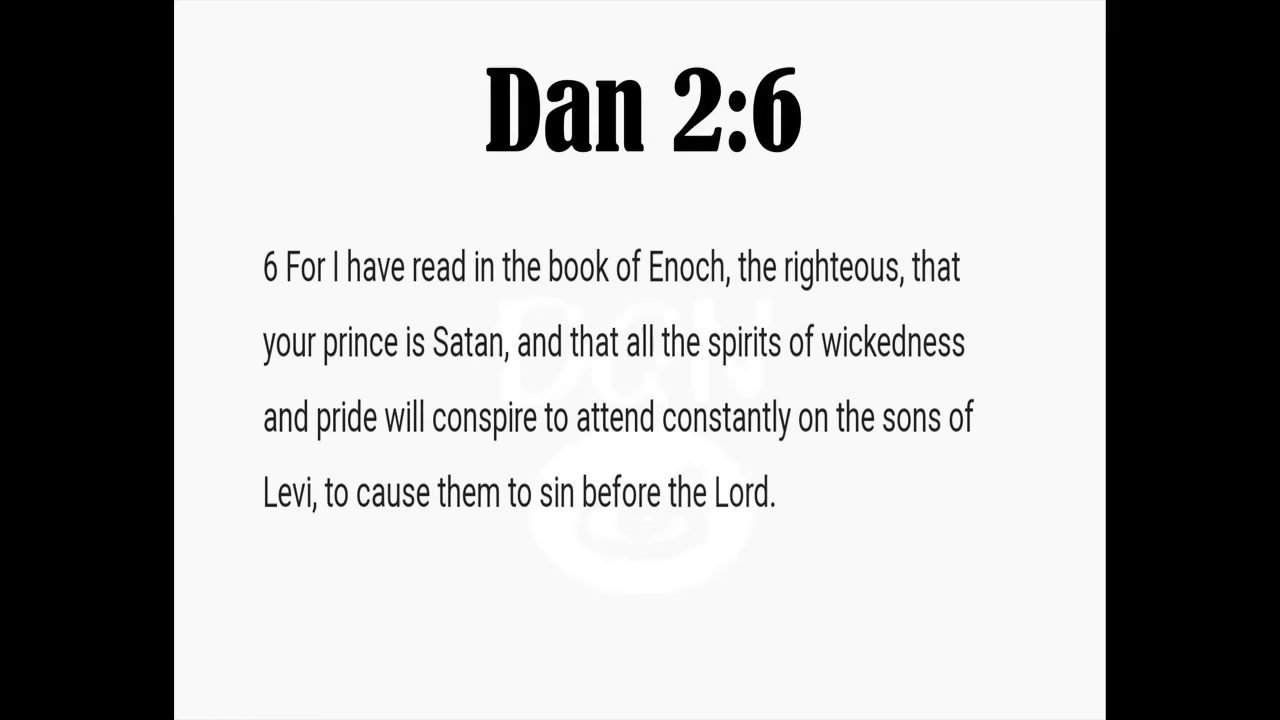 Dan 2:6
6 For I have read in the book of Enoch, the righteous, that
your prince is Satan, and that all the spirits of wickedness
and pride will conspire to attend constantly on the sons of
Levi, to cause them to sin before the Lord.